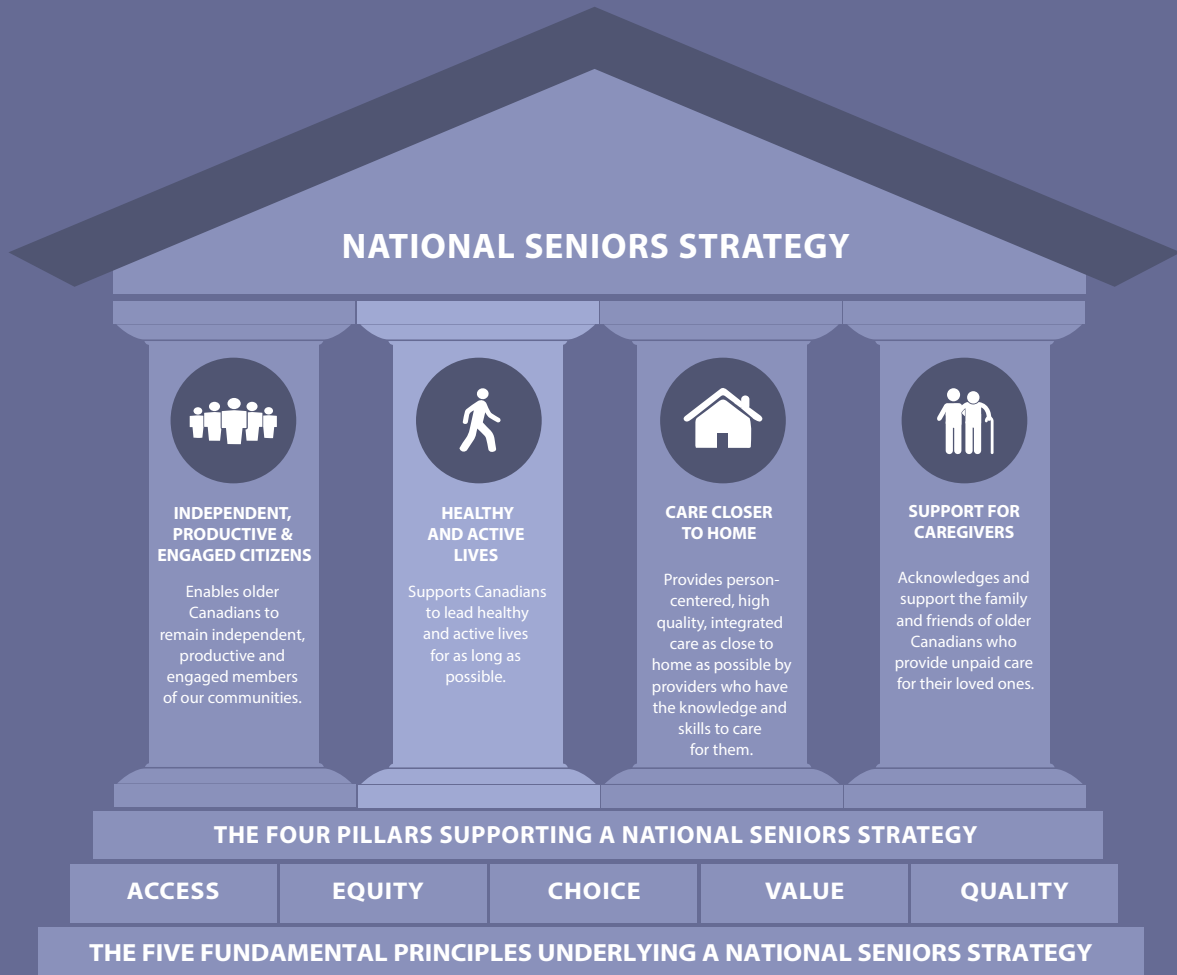 NATIONAL SENIORS STRATEGY
INDEPENDENT,
PRODUCTIVE &
ENGAGED CITIZENS
Enables older
Canadians to
remain independent,
productive and
engaged members
of our communities.
HEALTHY
AND ACTIVE
LIVES
Supports Canadians
to lead healthy
and active lives
for as long as
possible.
CARE CLOSER
TO HOME
Provides person-
centered, high
quality, integrated
care as close to
home as possible by
providers who have
the knowledge and
skills to care
for them.
SUPPORT FOR
CAREGIVERS
Acknowledges and
support the family
and friends of older
Canadians who
provide unpaid care
for their loved ones.
THE FOUR PILLARS SUPPORTING A NATIONAL SENIORS STRATEGY
ACCESS
EQUITY
CHOICE
VALUE
QUALITY
THE FIVE FUNDAMENTAL PRINCIPLES UNDERLYING A NATIONAL SENIORS STRATEGY